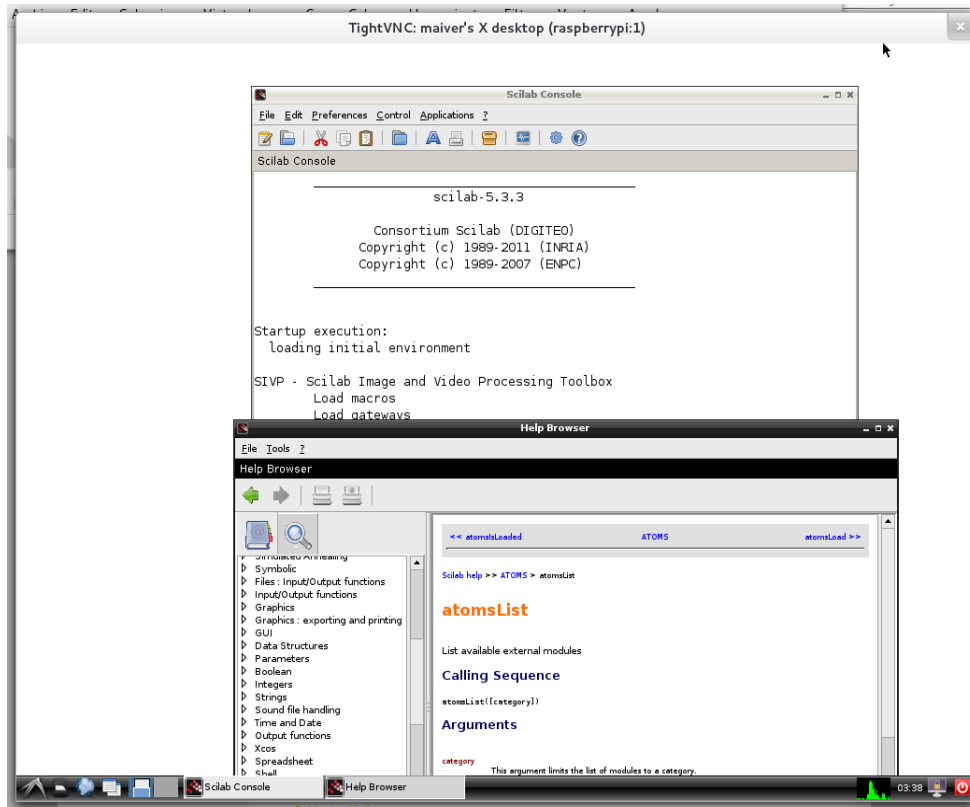 TightVNC: maiver's X desktop (raspberrypi:1)
Scilab Console
File Edit Preferences Control Applications ?
Scilab Console
scilab-5.3.3
Consortium Scilab (DIGITEO)
Copyright (c) 1989-2011 (INRIA)
Copyright (c) 1989-2007 (ENPC)
Startup execution:
loading initial environment
SIVP - Scilab Image and Video Processing Toolbox
Load macros
Load gateways
Help Browser
File Tools ?
Help Browser
<< atomsIsLoaded ATOMS atomsLoad >>
Scilab help >> ATOMS > atomsList
atomsList
List available external modules
Calling Sequence
atomsList([category])
Arguments
category
This argument limits the list of modules to a category.
Simulated Annealing
Symbolic
Files : Input/Output functions
Input/Output functions
Graphics
Graphics : exporting and printing
GUI
Data Structures
Parameters
Boolean
Integers
Strings
Sound file handling
Time and Date
Output functions
Xcos
Spreadsheet
Shell
Scilab Console
Help Browser
03:38